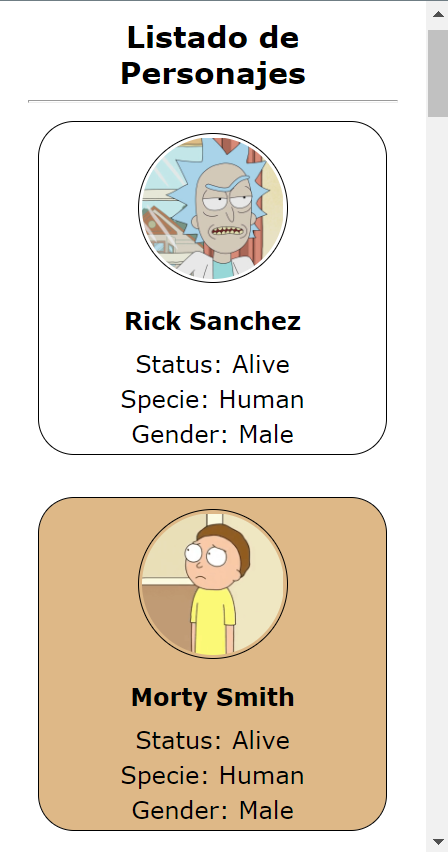 Listado de
Personajes
Rick Sanchez
Status: Alive
Specie: Human
Gender: Male
Morty Smith
Status: Alive
Specie: Human
Gender: Male